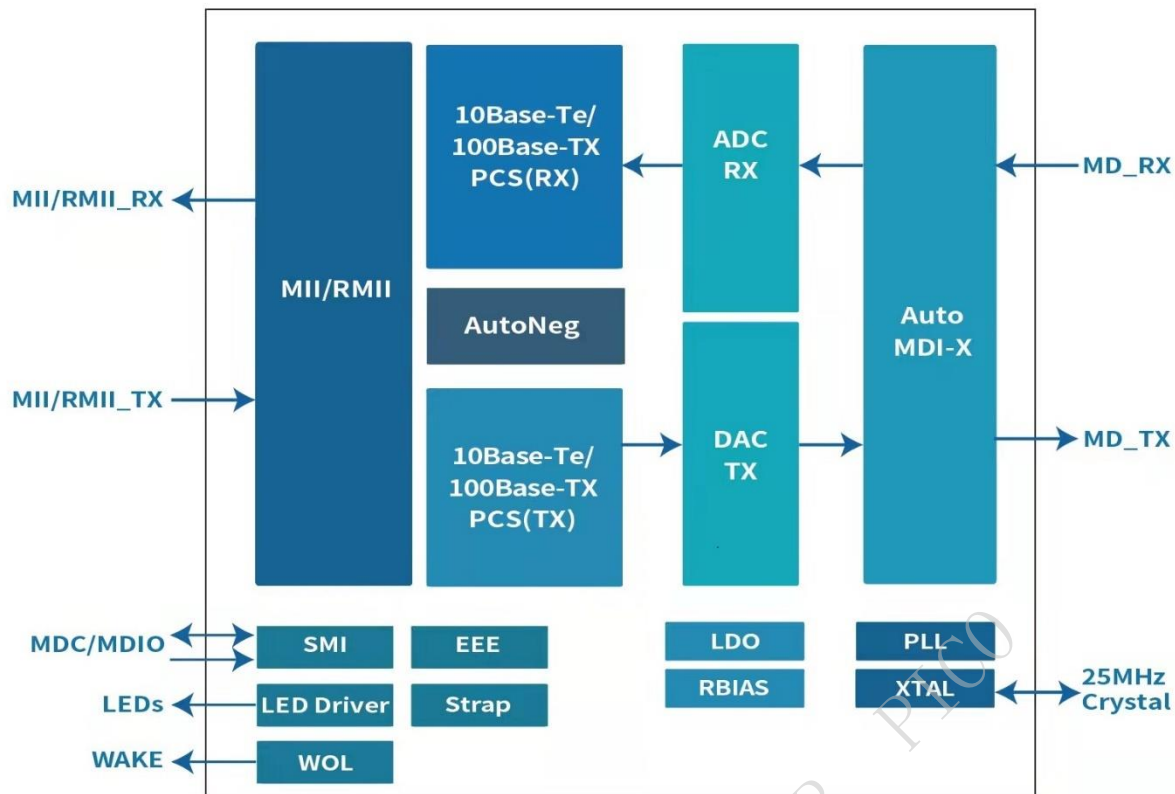 10Base-Te/
100Base-TX
PCS(RX)
ADC
RX
MD_RX
MII/RMII_RX
MII/RMII
AutoNeg
Auto
MDI-X
MII/RMII_TX
10Base-Te/
100Base-TX
PCS(TX)
DAC
TX
MD_TX
MDC/MDIO
SMI
EEE
LDO
PLL
LEDs
LED Driver
Strap
RBIAS
XTAL
25MHz
Crystal
WAKE
WOL
PICO